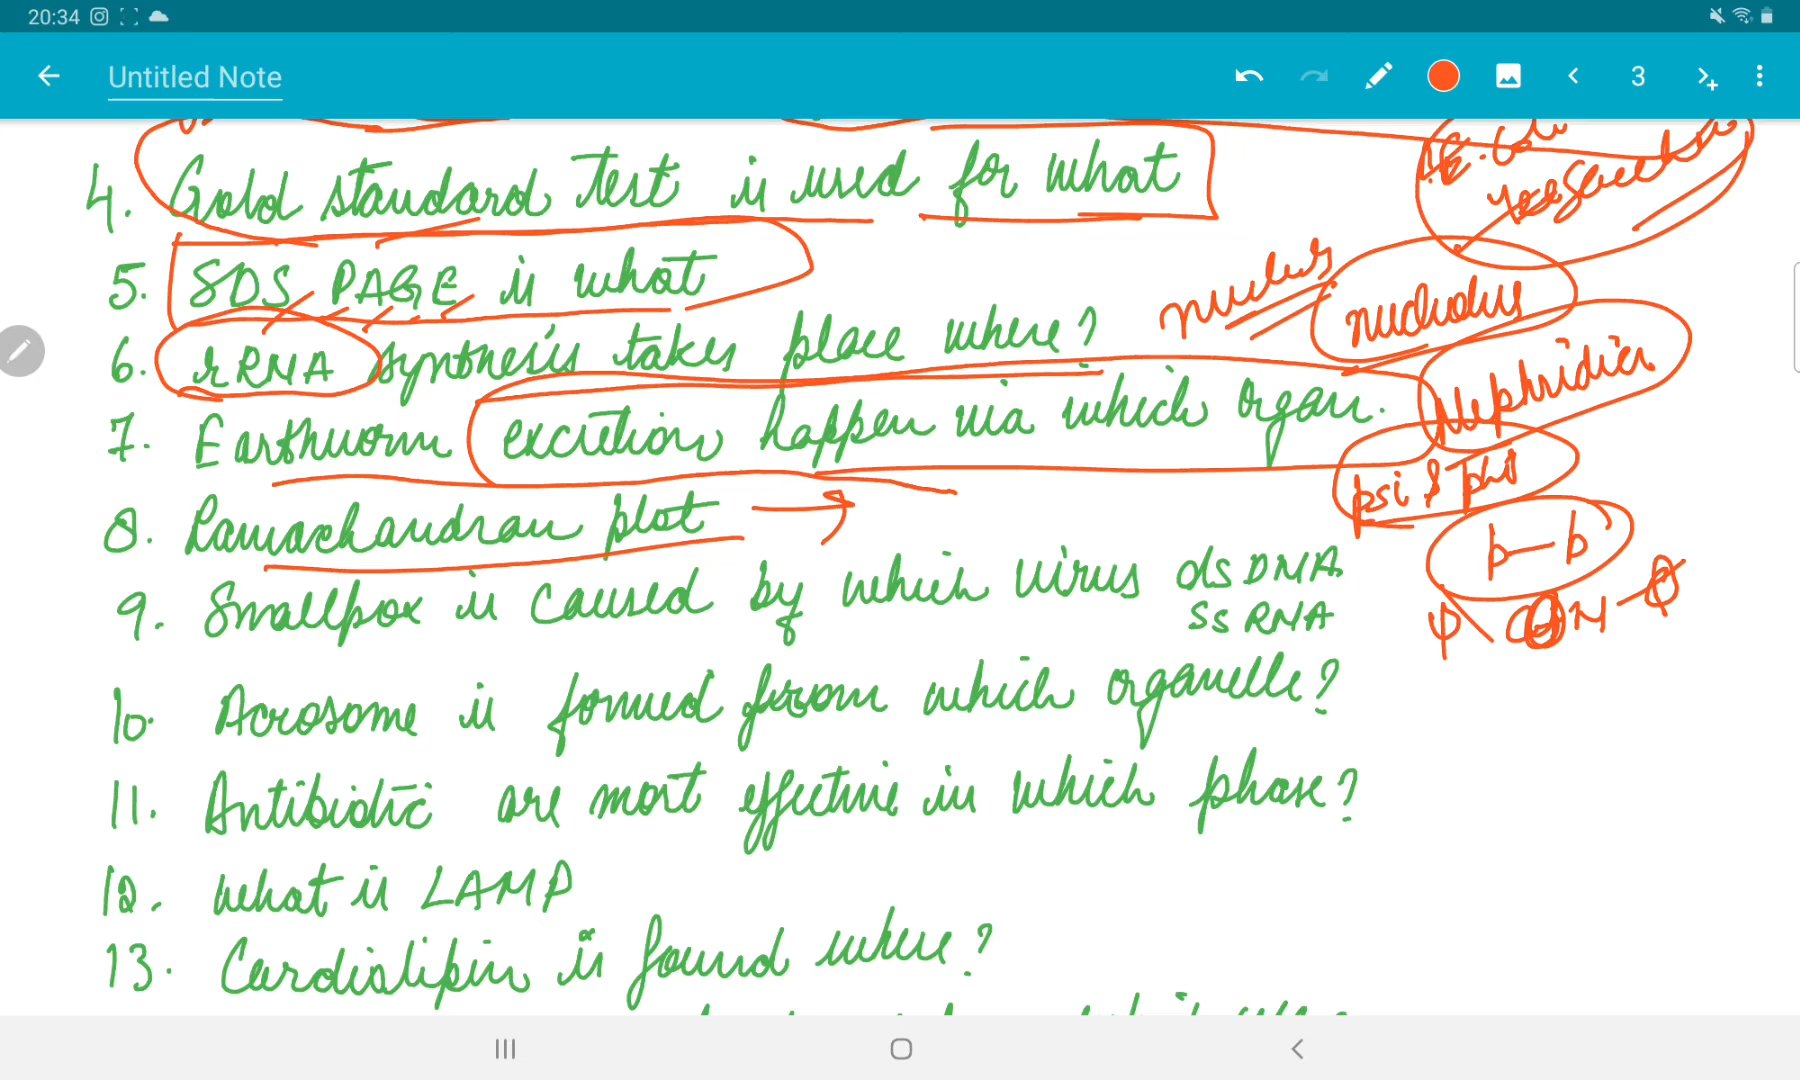 20:34
Untitled Note
3
4. Gold standard Test is used for what
5. SDS PAGE is what
nucleus
nucleolus
6. rRNA synthesis takes place where?
Nephridia
7. Earthworm excretion happen via which organ.
psi & phi
8. Ramachandran plot →
b-b
9. Smallpox is caused by which virus ds DNA
ss RNA
10. Acrosome is formed from which organelle?
11. Antibiotic are most effective in which phase?
12. What is LAMP
13. Cardiolipin is found where?